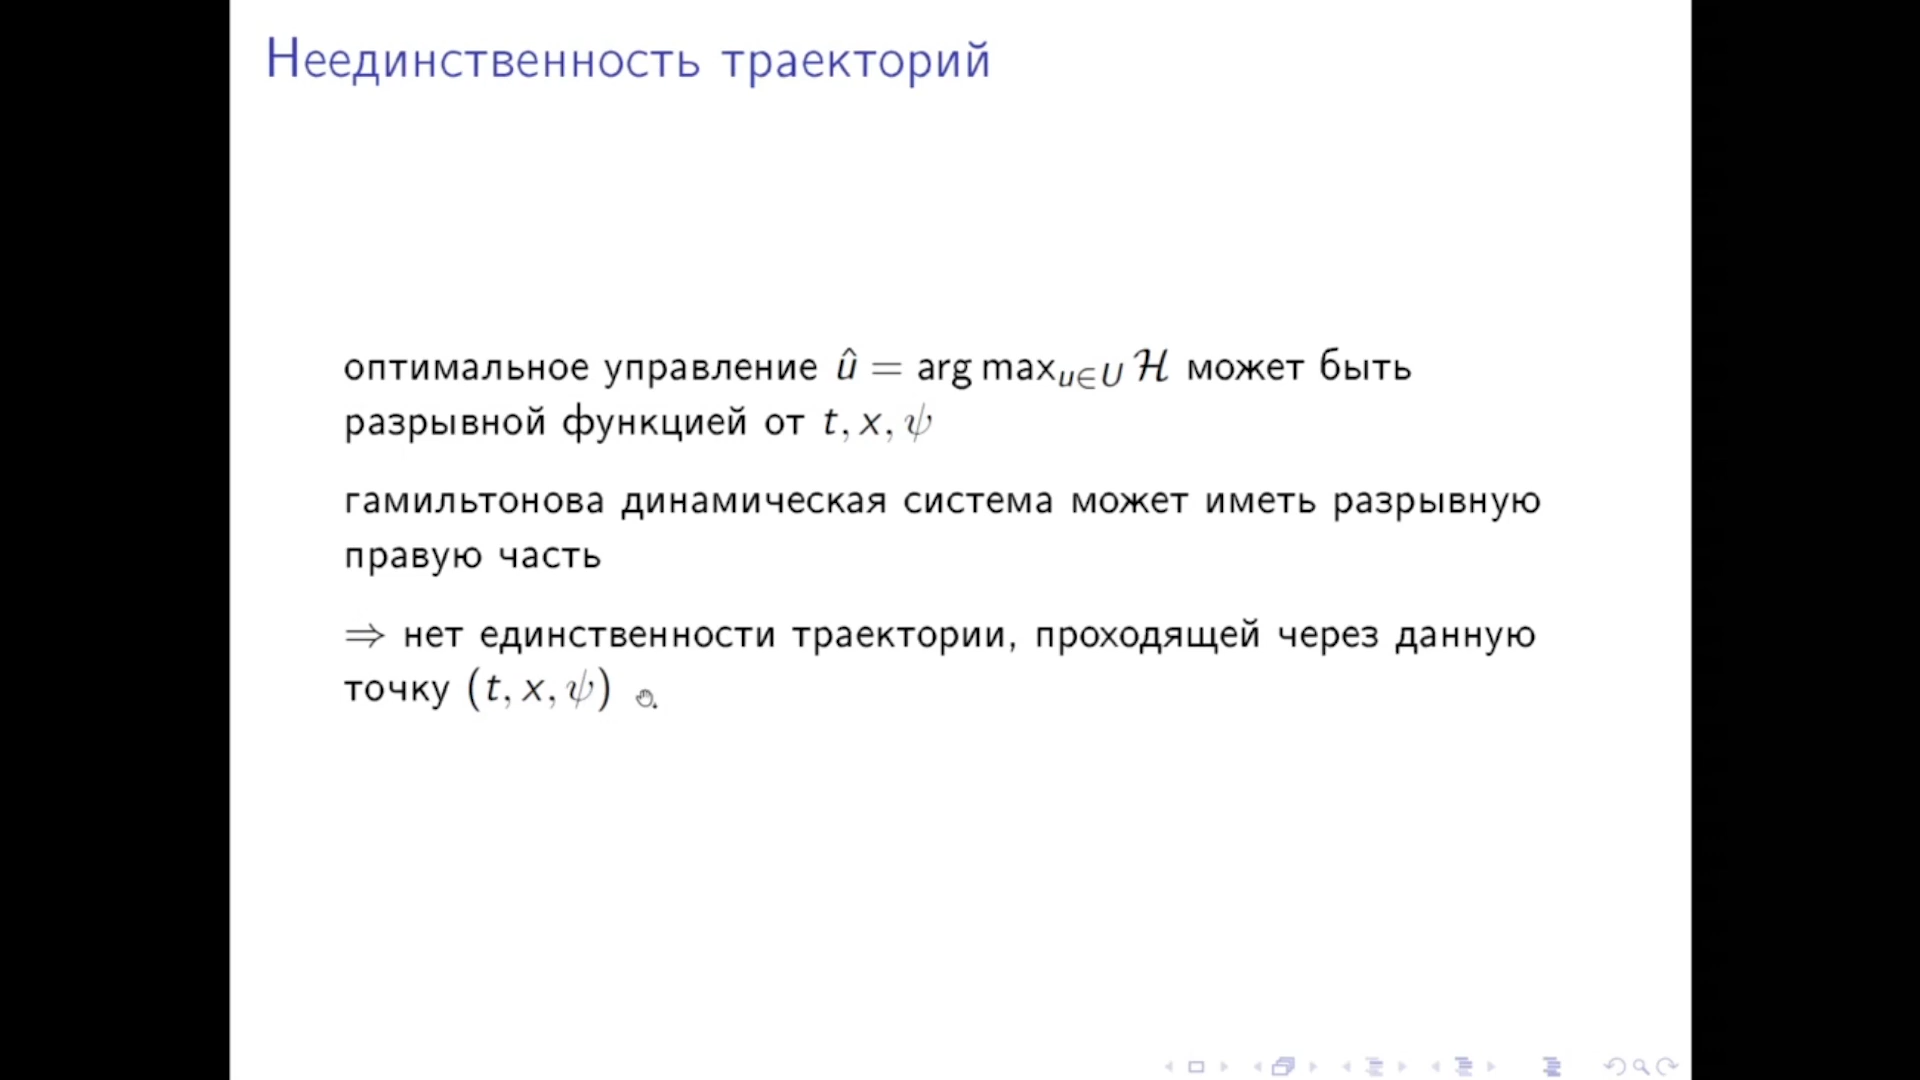 Неединственность траекторий
оптимальное управление û = arg max_{u∈U} ℋ может быть
разрывной функцией от t, x, ψ
гамильтонова динамическая система может иметь разрывную
правую часть
⇒ нет единственности траектории, проходящей через данную
точку (t, x, ψ)